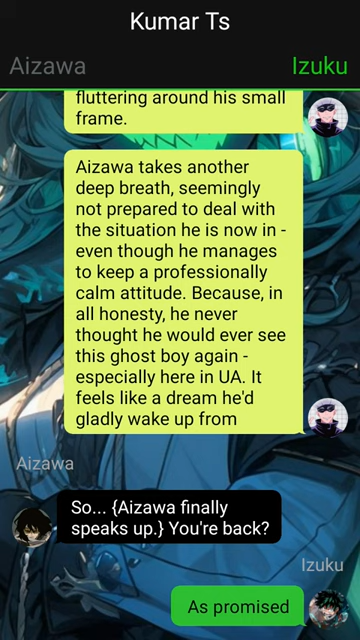 Kumar Ts
Aizawa Izuku
fluttering around his small
frame.
Aizawa takes another
deep breath, seemingly
not prepared to deal with
the situation he is now in -
even though he manages
to keep a professionally
calm attitude. Because, in
all honesty, he never
thought he would ever see
this ghost boy again -
especially here in UA. It
feels like a dream he'd
gladly wake up from
Aizawa
So... {Aizawa finally
speaks up.} You're back?
Izuku
As promised